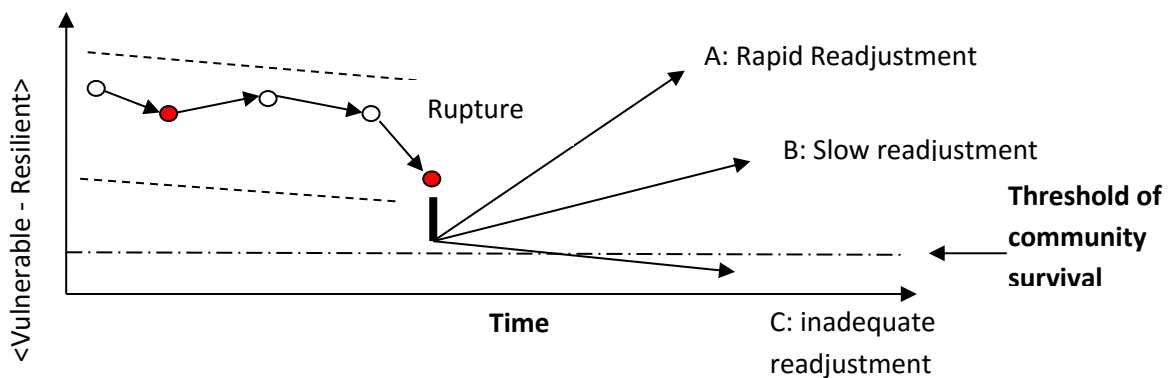 A: Rapid Readjustment
Rupture
B: Slow readjustment
<Vulnerable - Resilient>
Threshold of
community
survival
Time
C: inadequate
readjustment